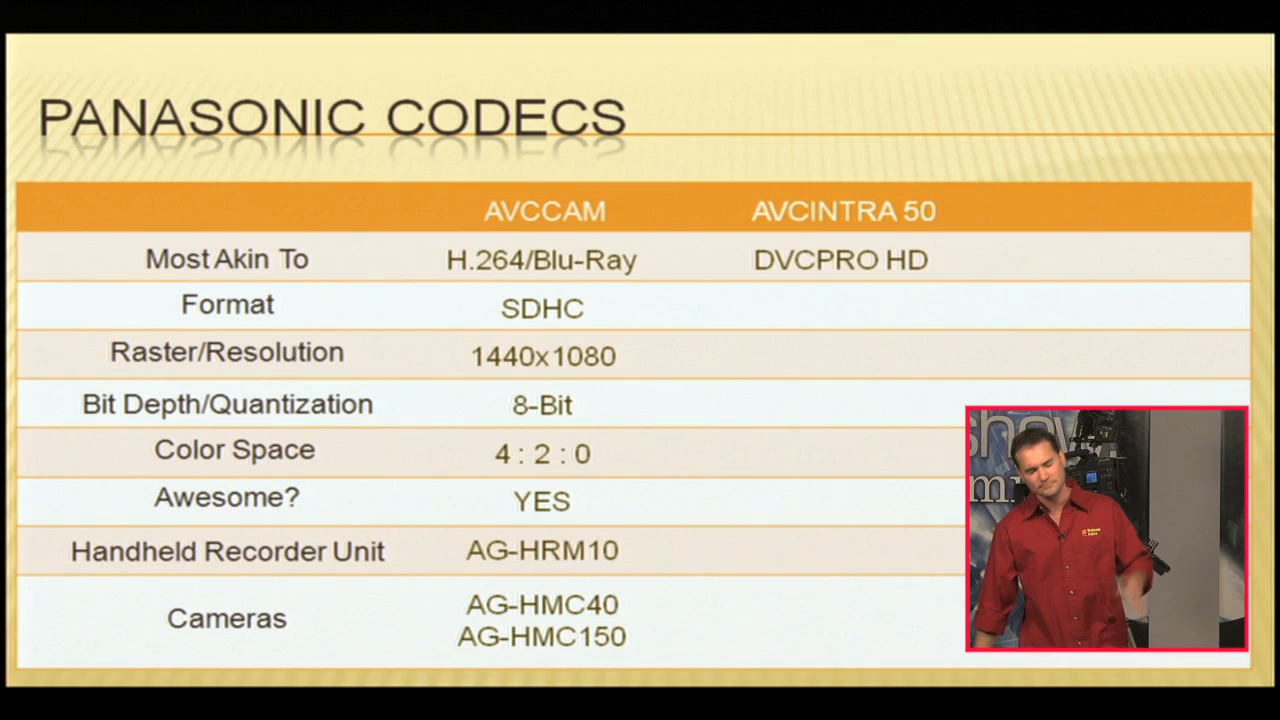 PANASONIC CODECS
AVCCAM AVCINTRA 50
Most Akin To H.264/Blu-Ray DVCPRO HD
Format SDHC
Raster/Resolution 1440x1080
Bit Depth/Quantization 8-Bit
Color Space 4 : 2 : 0
Awesome? YES
Handheld Recorder Unit AG-HRM10
Cameras AG-HMC40
AG-HMC150
show